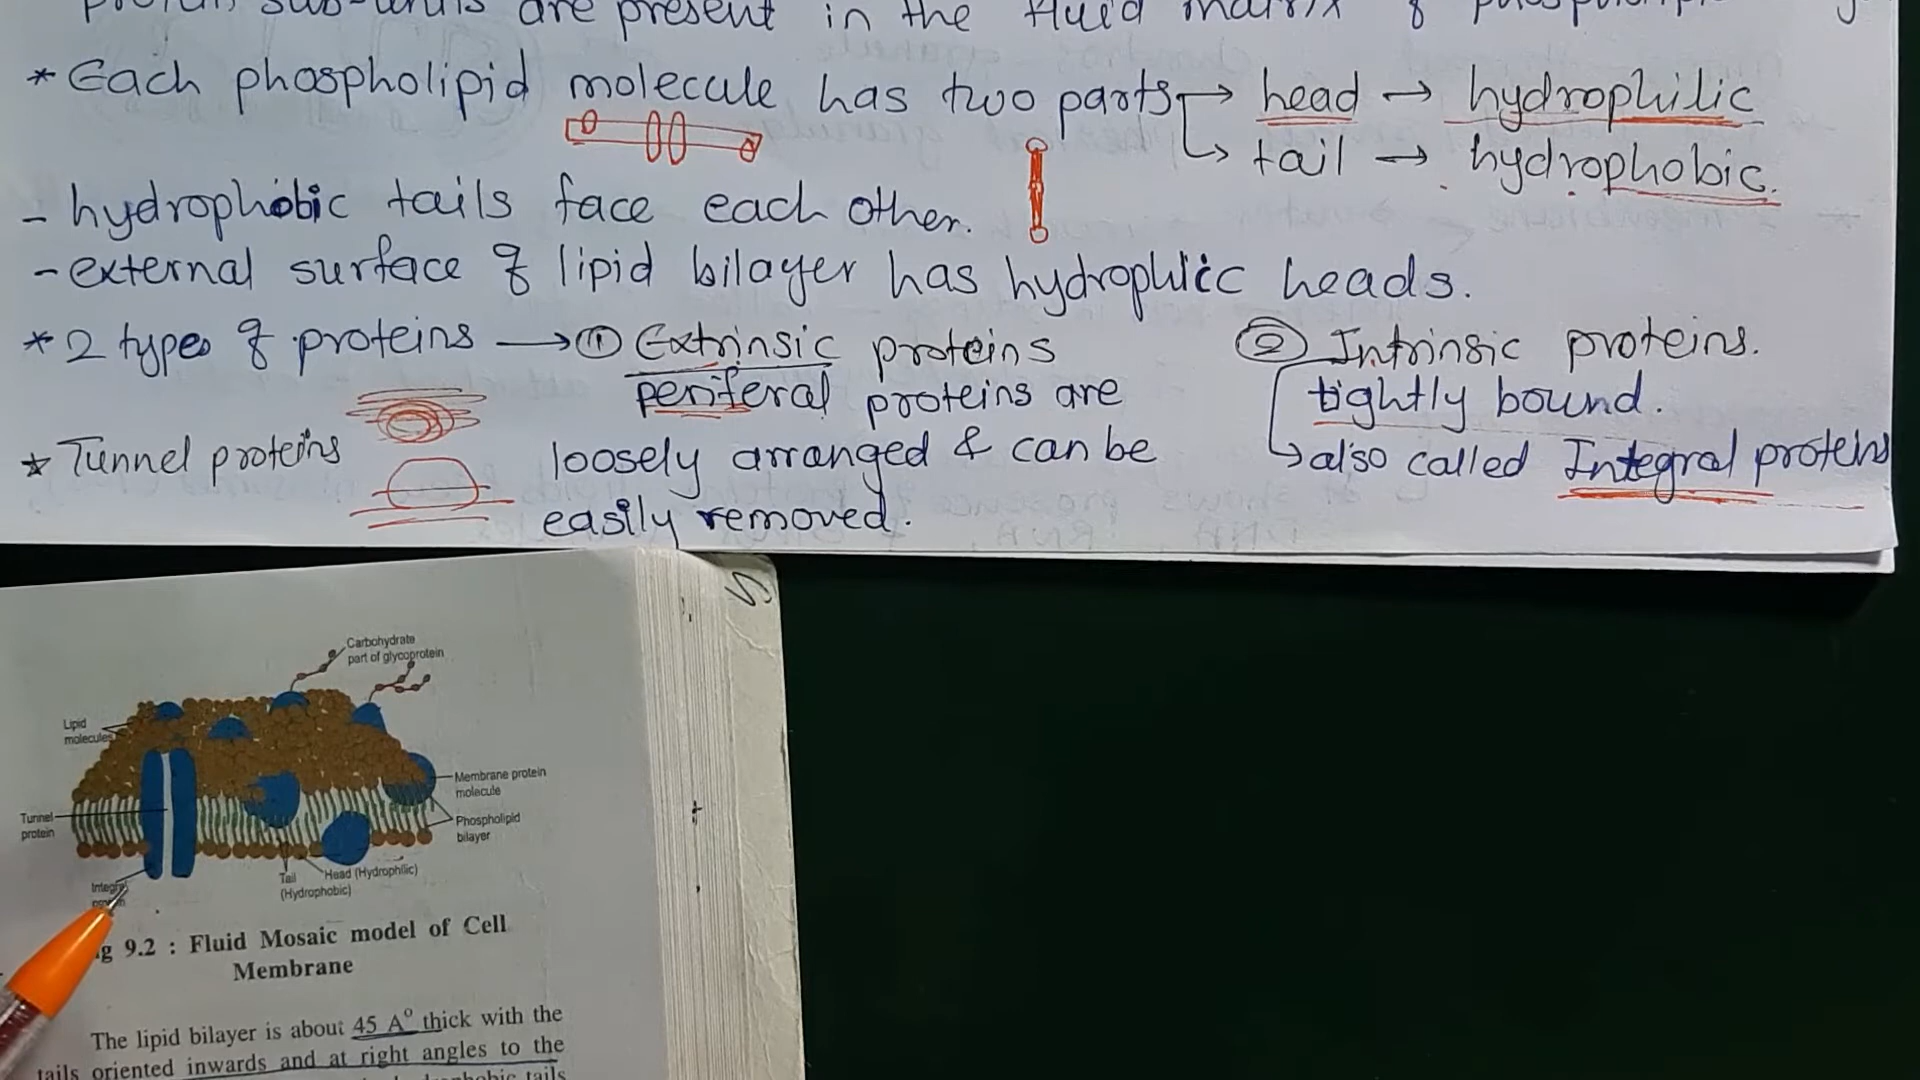 sub-units are present in the fluid matrix of
* Each phospholipid molecule has two parts → head → hydrophilic
→ tail → hydrophobic.
- hydrophobic tails face each other.
- external surface of lipid bilayer has hydrophlic heads.
* 2 types of proteins → ① Extrinsic proteins ② Intrinsic proteins.
periferal proteins are tightly bound.
* Tunnel proteins loosely arranged & can be → also called Integral proteins
easily removed.
Carbohydrate
part of glycoprotein
Lipid
molecules
Membrane protein
molecule
Tunnel
protein
Phospholipid
bilayer
Integral
Tail
(Hydrophobic)
Head (Hydrophilic)
9.2 : Fluid Mosaic model of Cell
Membrane
The lipid bilayer is about 45 A° thick with the
tails oriented inwards and at right angles to the
tails